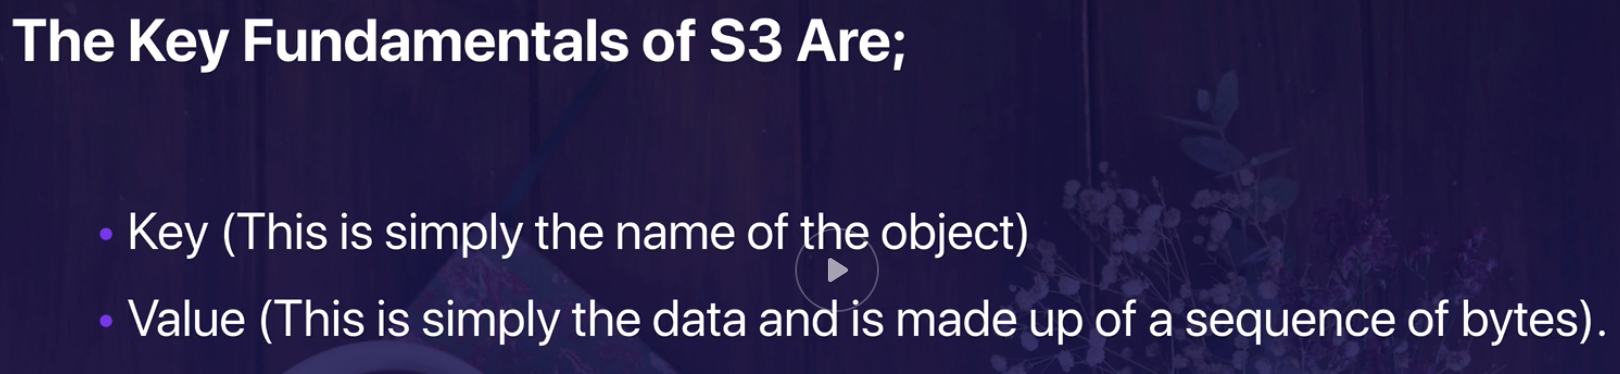 The Key Fundamentals of S3 Are;
• Key (This is simply the name of the object)
• Value (This is simply the data and is made up of a sequence of bytes).